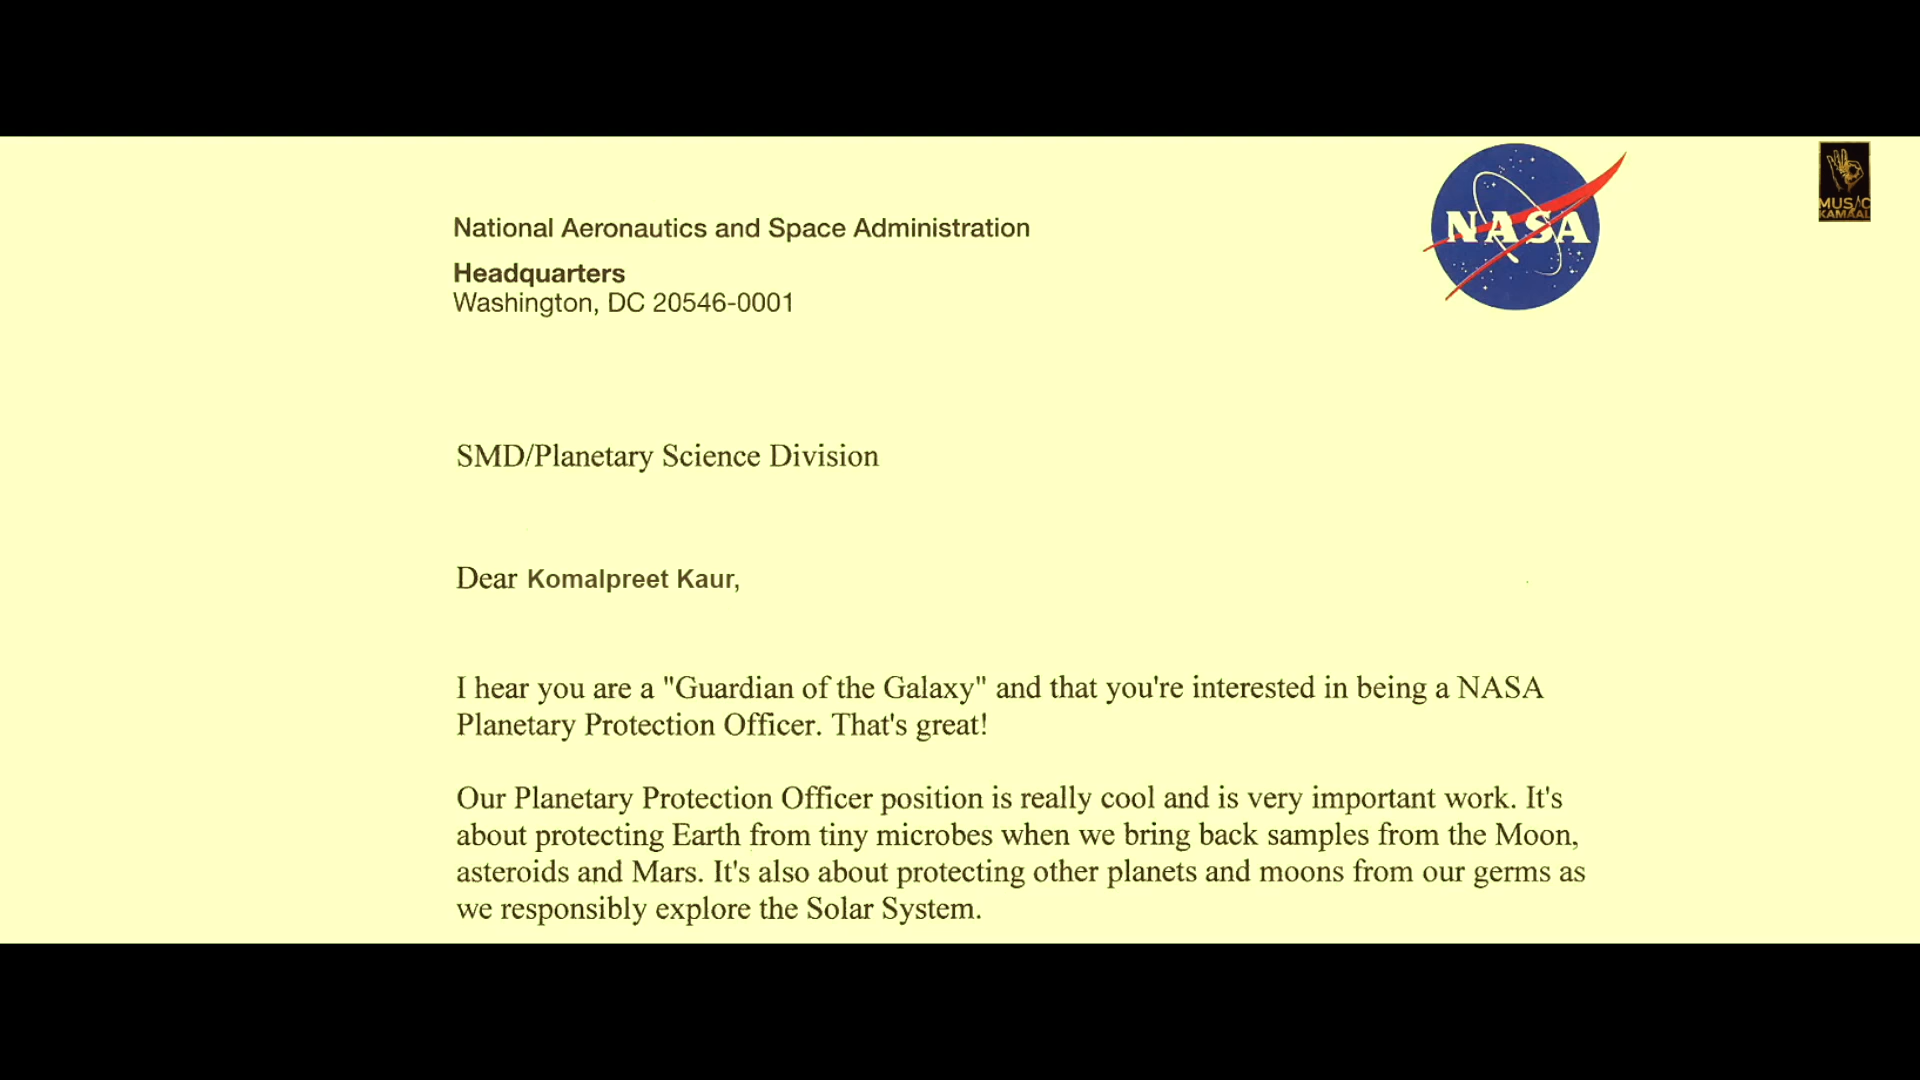 National Aeronautics and Space Administration
NASA
MUSIC
KAMAAL
Headquarters
Washington, DC 20546-0001
SMD/Planetary Science Division
Dear Komalpreet Kaur,
I hear you are a "Guardian of the Galaxy" and that you're interested in being a NASA
Planetary Protection Officer. That's great!
Our Planetary Protection Officer position is really cool and is very important work. It's
about protecting Earth from tiny microbes when we bring back samples from the Moon,
asteroids and Mars. It's also about protecting other planets and moons from our germs as
we responsibly explore the Solar System.